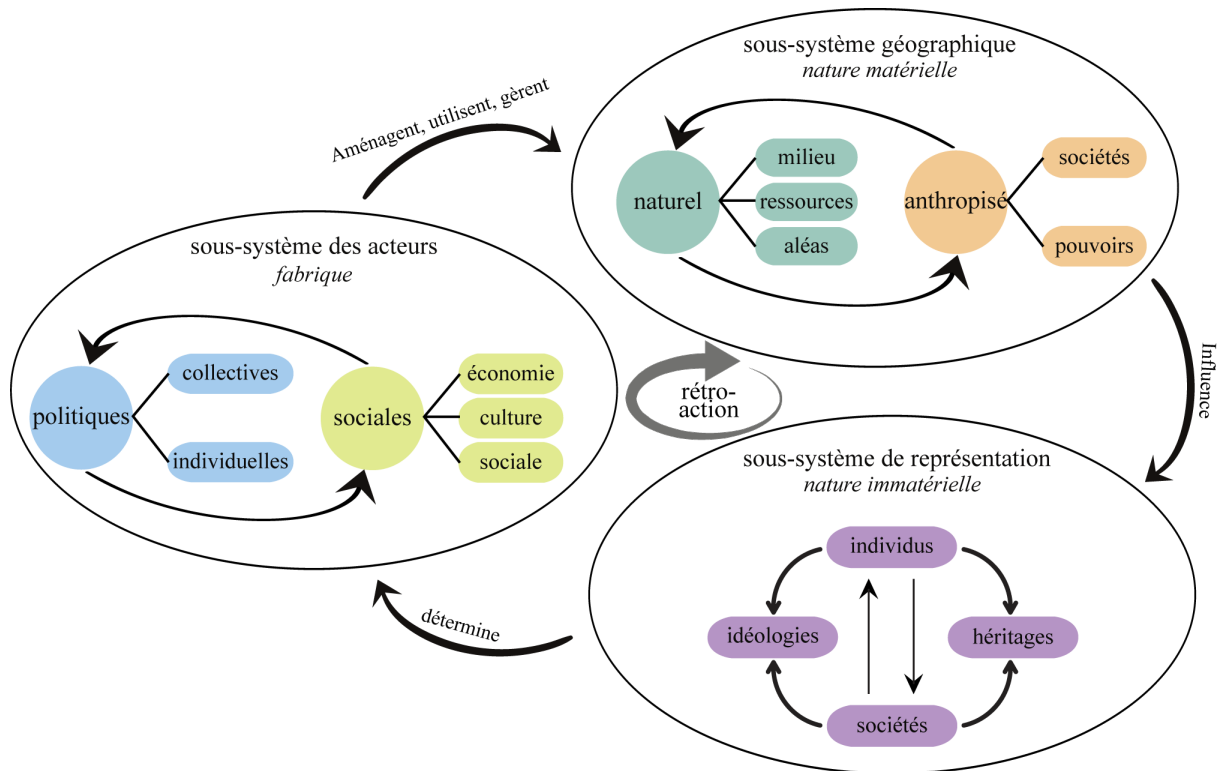 sous-système géographique
nature matérielle
Aménagent, utilisent, gèrent
naturel
milieu
ressources
aléas
anthropisé
sociétés
pouvoirs
sous-système des acteurs
fabrique
politiques
collectives
individuelles
sociales
économie
culture
sociale
rétro-
action
Influence
sous-système de représentation
nature immatérielle
individus
idéologies
héritages
sociétés
détermine